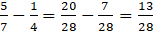 5/7 − 1/4 = 20/28 − 7/28 = 13/28